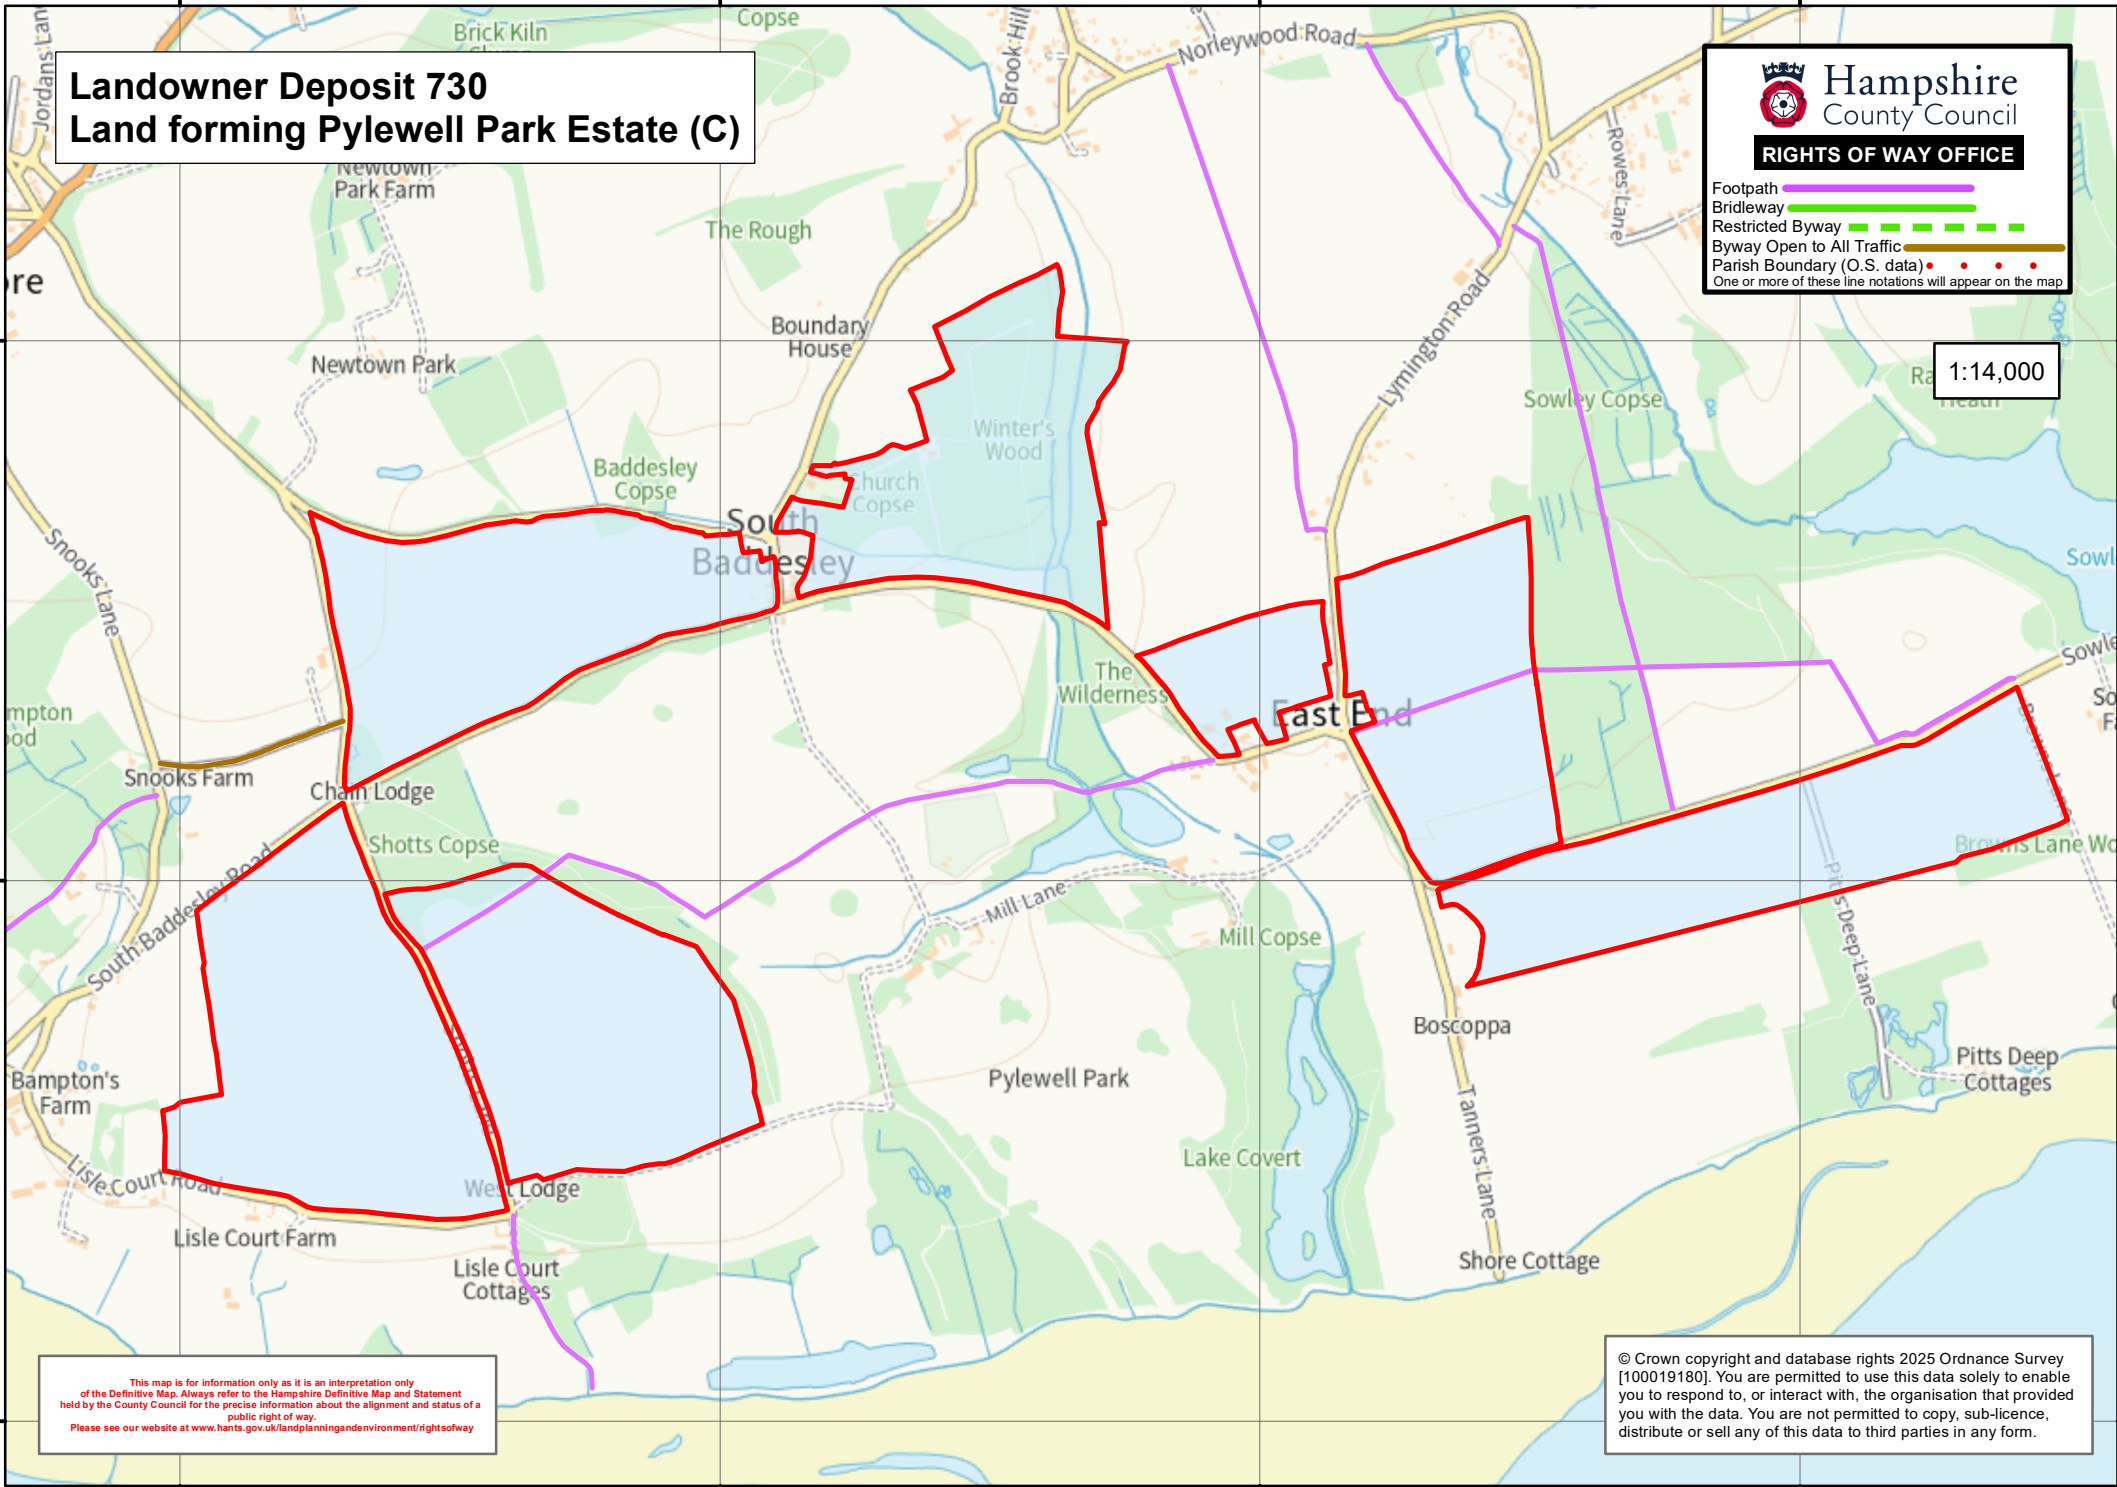 Landowner Deposit 730
Land forming Pylewell Park Estate (C)
Hampshire
County Council
RIGHTS OF WAY OFFICE
Footpath
Bridleway
Restricted Byway
Byway Open to All Traffic
Parish Boundary (O.S. data)
One or more of these line notations will appear on the map
1:14,000
Brick Kiln
Copse
Brook Hill
Norleywood Road
Rowes Lane
Newtown
Park Farm
The Rough
ore
Boundary
House
Newtown Park
Lymington Road
Sowley Copse
Heath
Winter's
Wood
Baddesley
Copse
Church
Copse
South
Baddesley
Snooks Lane
The
Wilderness
East End
Browns Lane
Snooks Farm
Chain Lodge
Shotts Copse
South Baddesley Road
Mill Lane
Mill Copse
Pitts Deep Lane
Boscoppa
Bampton's
Farm
Pylewell Park
Pitts Deep
Cottages
Tanners Lane
Lake Covert
Lisle Court Road
West Lodge
Lisle Court Farm
Lisle Court
Cottages
Shore Cottage
This map is for information only as it is an interpretation only
of the Definitive Map. Always refer to the Hampshire Definitive Map and Statement
held by the County Council for the precise information about the alignment and status of a
public right of way.
Please see our website at www.hants.gov.uk/landplanningandenvironment/rightsofway
© Crown copyright and database rights 2025 Ordnance Survey
[100019180]. You are permitted to use this data solely to enable
you to respond to, or interact with, the organisation that provided
you with the data. You are not permitted to copy, sub-licence,
distribute or sell any of this data to third parties in any form.